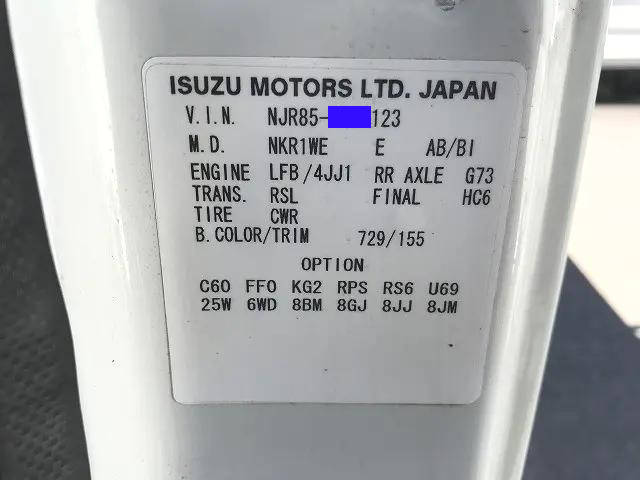 ISUZU MOTORS LTD. JAPAN
V.I.N. NJR85- 123
M.D. NKR1WE E AB/BI
ENGINE LFB/4JJ1 RR AXLE G73
TRANS. RSL FINAL HC6
TIRE CWR
B.COLOR/TRIM 729/155
OPTION
C60 FF0 KG2 RPS RS6 U69
25W 6WD 8BM 8GJ 8JJ 8JM